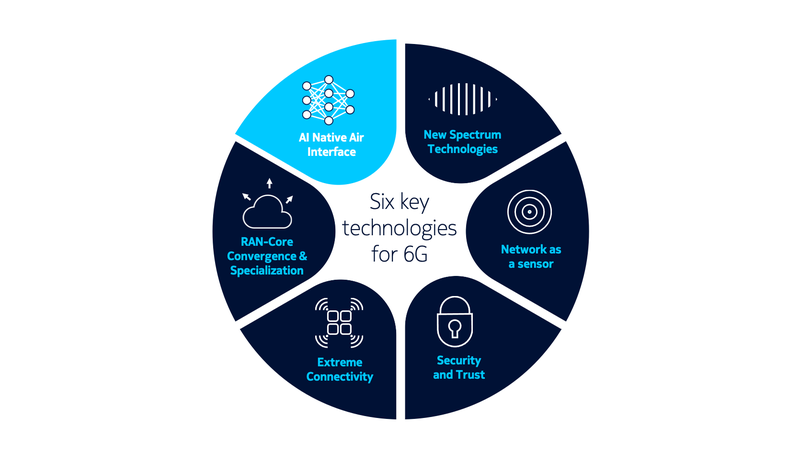 AI Native Air
Interface
New Spectrum
Technologies
RAN-Core
Convergence &
Specialization
Six key
technologies
for 6G
Network as
a sensor
Extreme
Connectivity
Security
and Trust